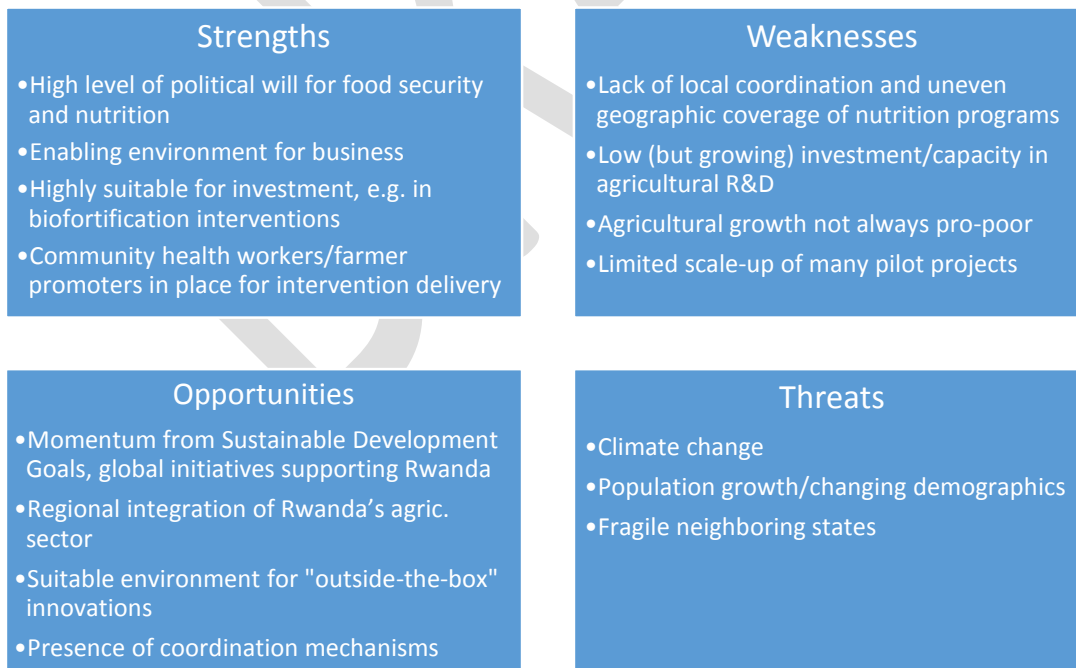 Strengths
•High level of political will for food security
and nutrition
•Enabling environment for business
•Highly suitable for investment, e.g. in
biofortification interventions
•Community health workers/farmer
promoters in place for intervention delivery
Weaknesses
•Lack of local coordination and uneven
geographic coverage of nutrition programs
•Low (but growing) investment/capacity in
agricultural R&D
•Agricultural growth not always pro-poor
•Limited scale-up of many pilot projects
Opportunities
•Momentum from Sustainable Development
Goals, global initiatives supporting Rwanda
•Regional integration of Rwanda's agric.
sector
•Suitable environment for "outside-the-box"
innovations
•Presence of coordination mechanisms
Threats
•Climate change
•Population growth/changing demographics
•Fragile neighboring states